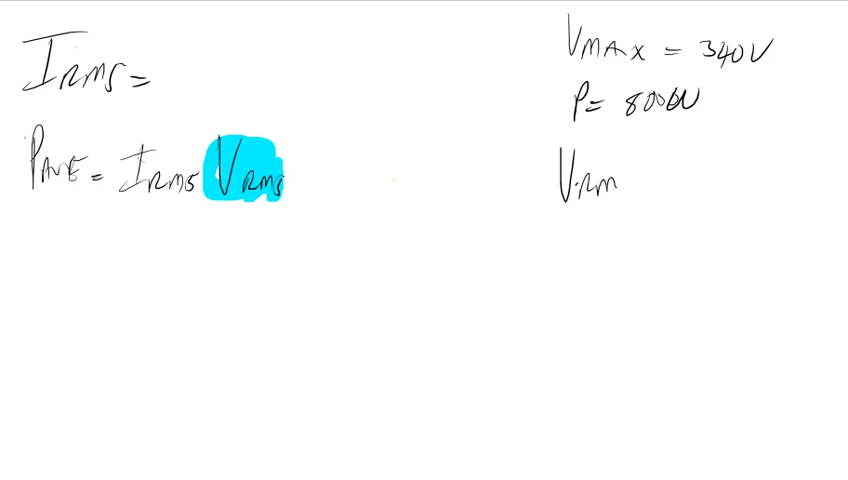 IRMS =
VMAX = 340V
P = 800W
PAVE = IRMS VRMS
VRM